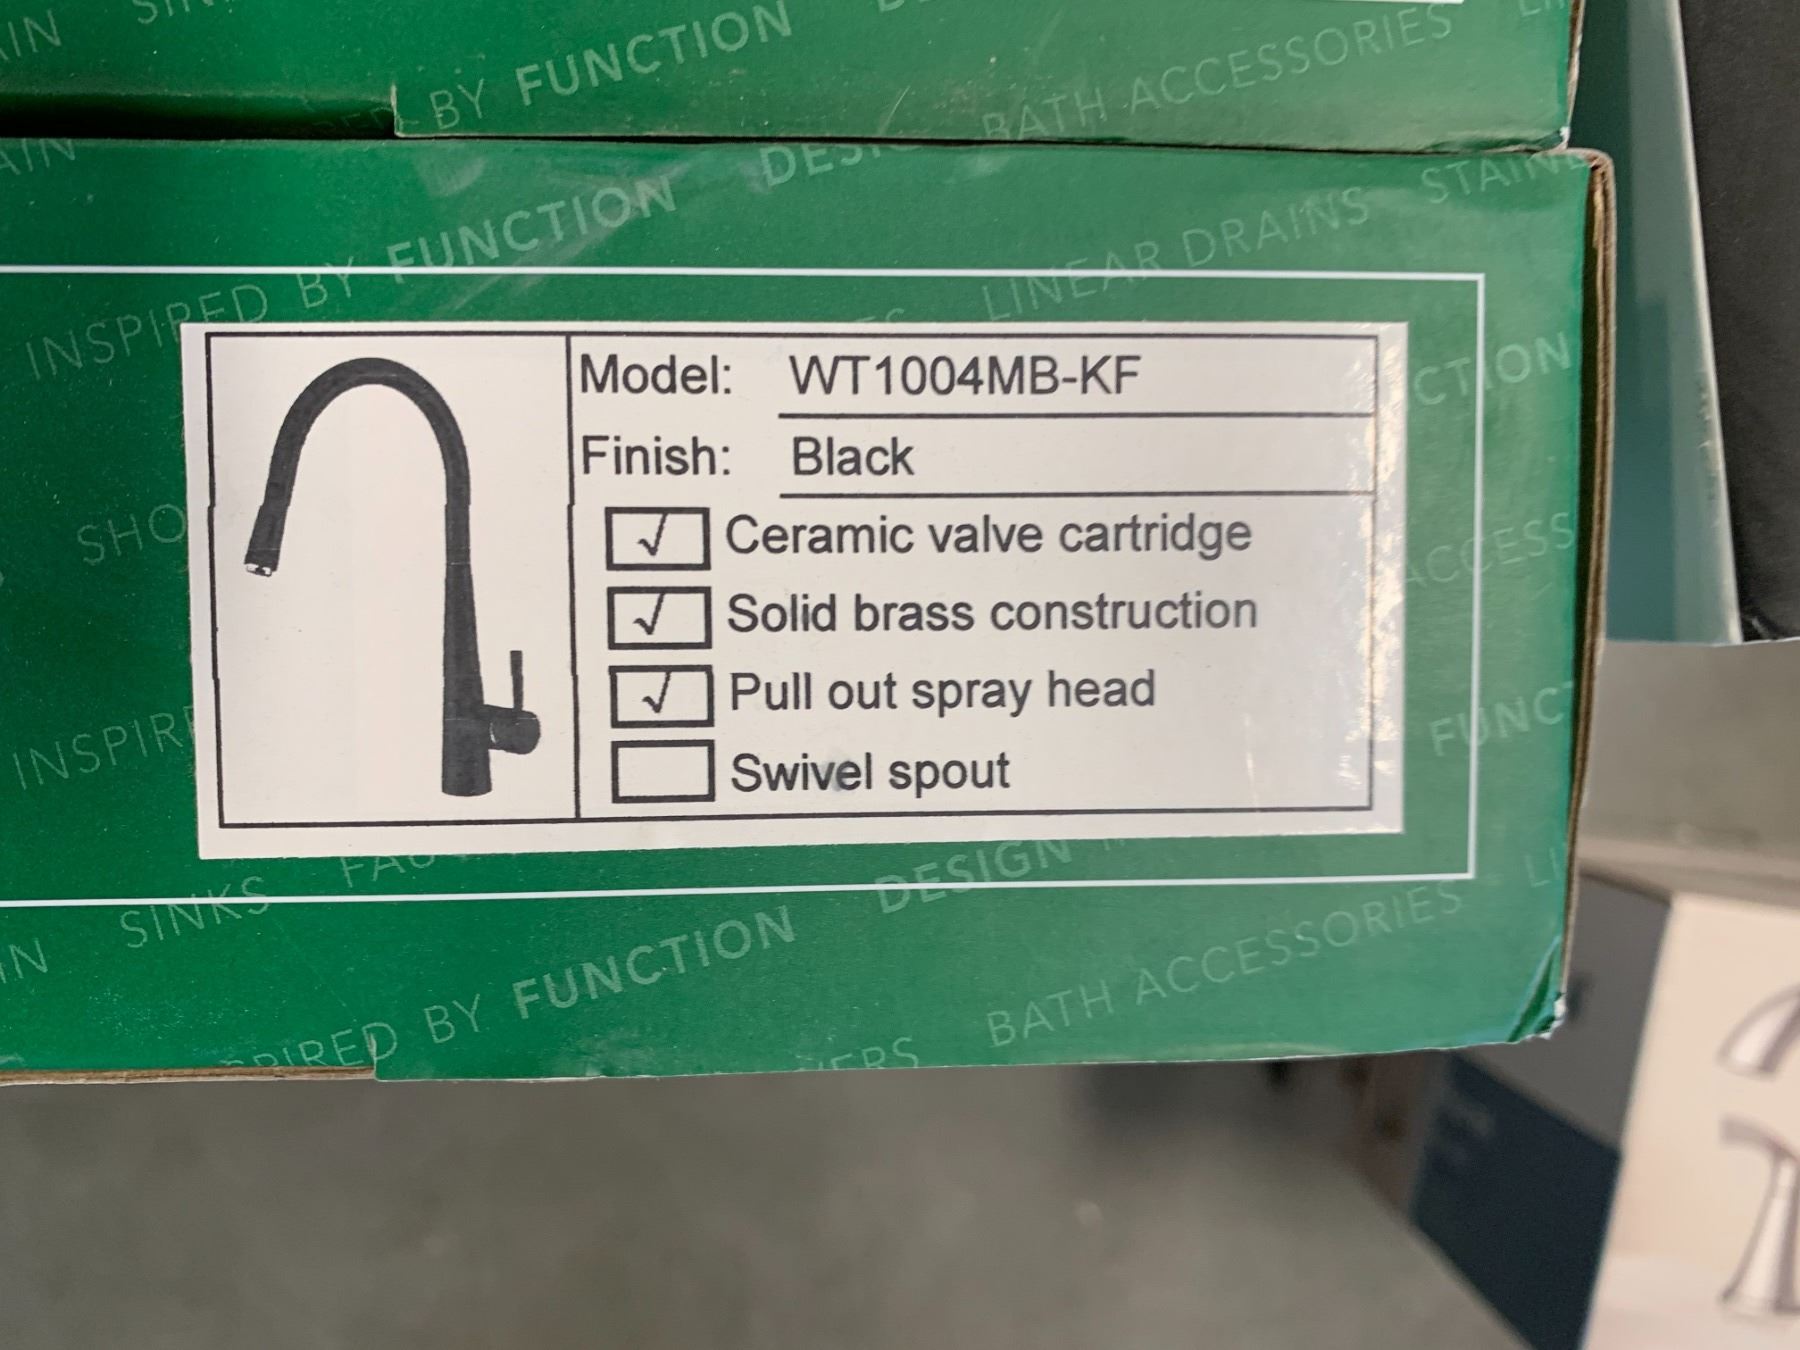 BY FUNCTION
BATH ACCESSORIES
INSPIRED BY FUNCTION
LINEAR DRAINS
Model: WT1004MB-KF
Finish: Black
√ Ceramic valve cartridge
√ Solid brass construction
√ Pull out spray head
Swivel spout
SINKS
DESIGN
BY FUNCTION
BATH ACCESSORIES